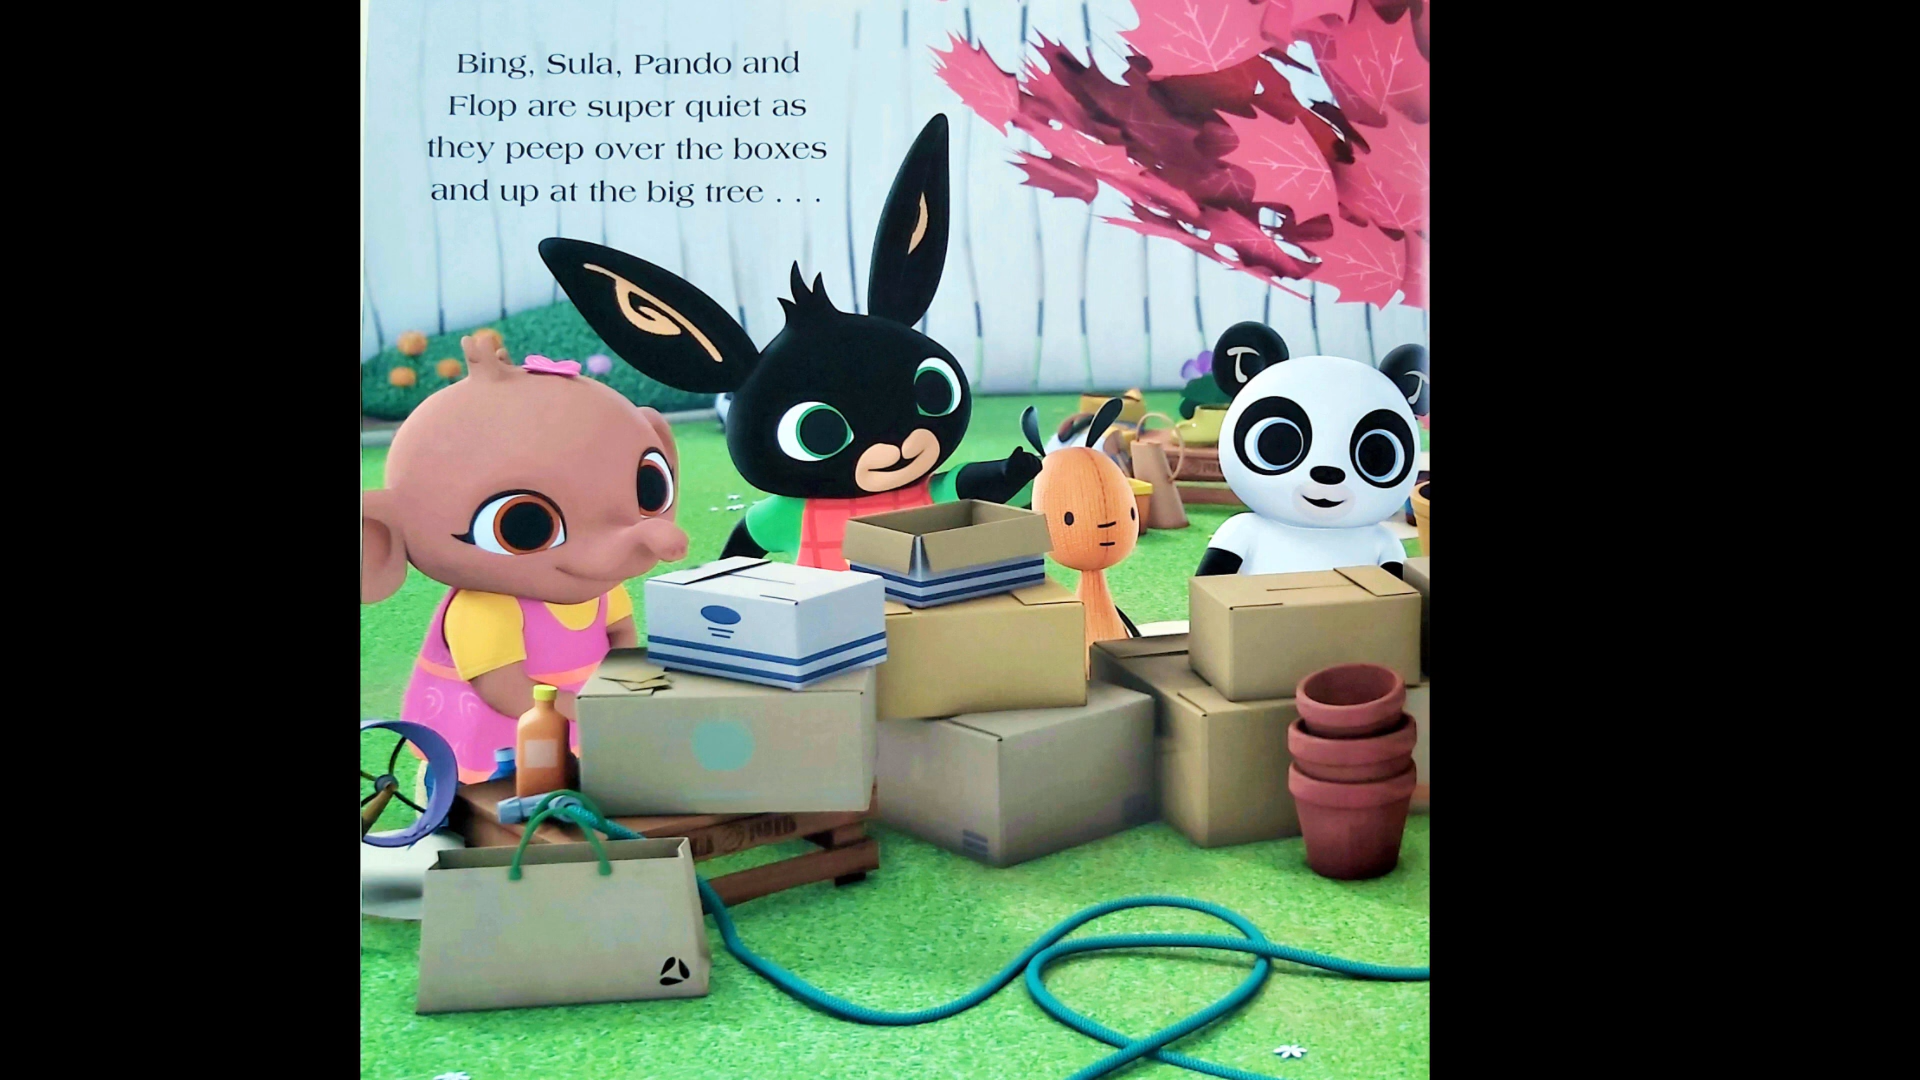 Bing, Sula, Pando and
Flop are super quiet as
they peep over the boxes
and up at the big tree . . .